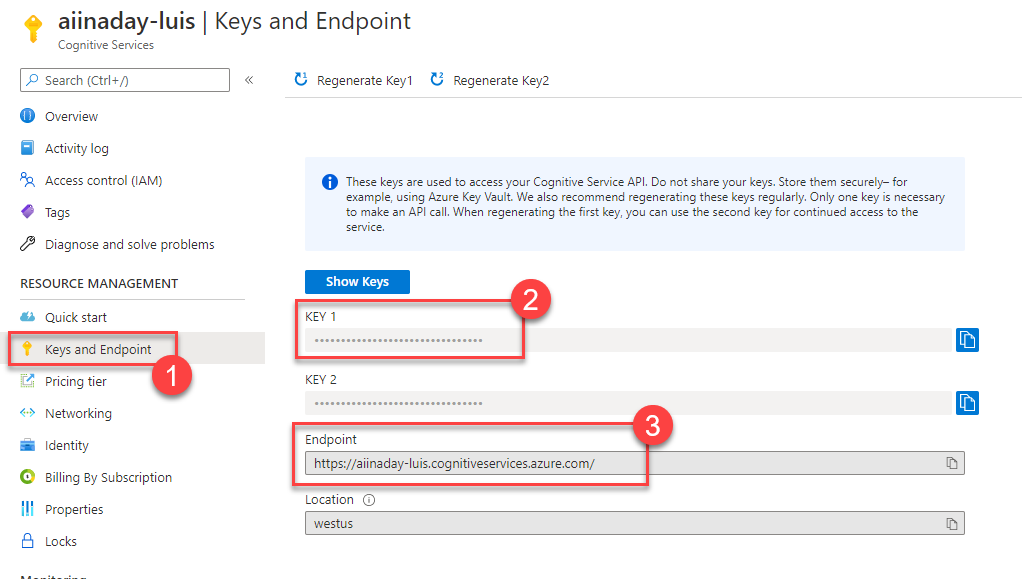 aiinaday-luis | Keys and Endpoint
Cognitive Services
Search (Ctrl+/)
«
Overview
Activity log
Access control (IAM)
Tags
Diagnose and solve problems
RESOURCE MANAGEMENT
Quick start
Keys and Endpoint
1
Pricing tier
Networking
Identity
Billing By Subscription
Properties
Locks
Monitoring
Regenerate Key1
Regenerate Key2
These keys are used to access your Cognitive Service API. Do not share your keys. Store them securely– for
example, using Azure Key Vault. We also recommend regenerating these keys regularly. Only one key is necessary
to make an API call. When regenerating the first key, you can use the second key for continued access to the
service.
Show Keys
2
KEY 1
••••••••••••••••••••••••••••••••
KEY 2
••••••••••••••••••••••••••••••••
3
Endpoint
https://aiinaday-luis.cognitiveservices.azure.com/
Location
westus